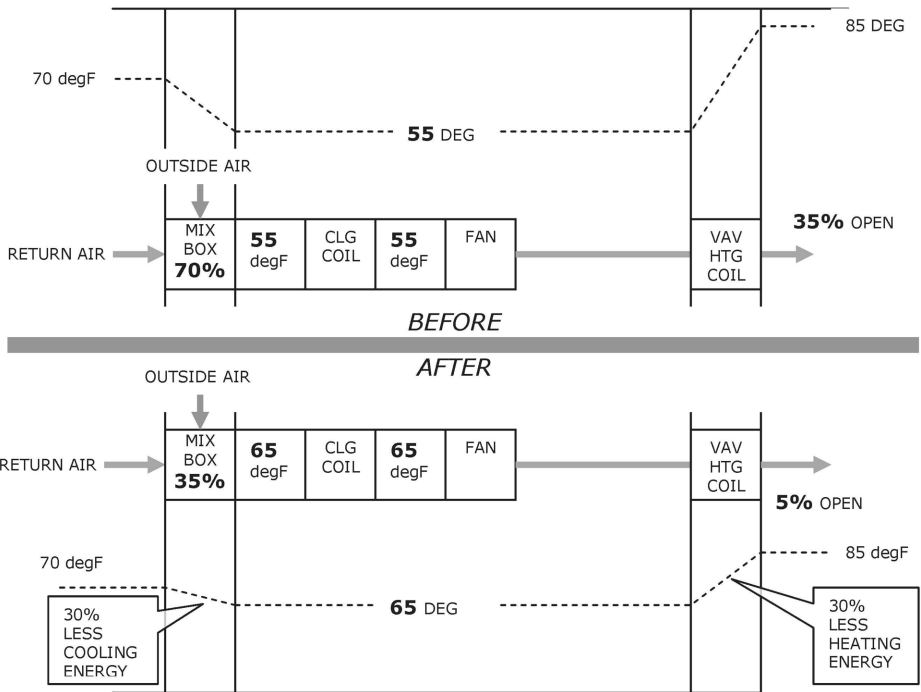 85 DEG
70 degF
55 DEG
OUTSIDE AIR
35% OPEN
RETURN AIR
MIX
BOX
70%
55
degF
CLG
COIL
55
degF
FAN
VAV
HTG
COIL
BEFORE
AFTER
OUTSIDE AIR
RETURN AIR
MIX
BOX
35%
65
degF
CLG
COIL
65
degF
FAN
VAV
HTG
COIL
5% OPEN
70 degF
85 degF
65 DEG
30%
LESS
COOLING
ENERGY
30%
LESS
HEATING
ENERGY